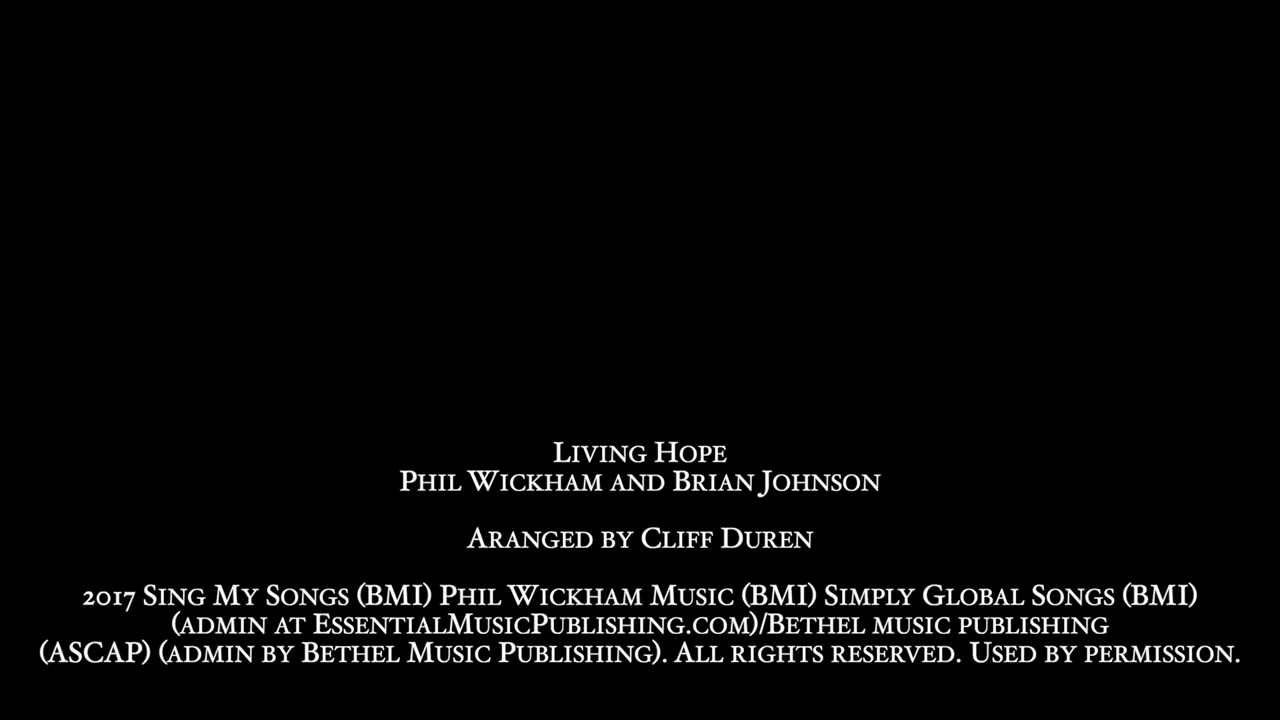 Living Hope
Phil Wickham and Brian Johnson
Aranged by Cliff Duren
2017 Sing My Songs (BMI) Phil Wickham Music (BMI) Simply Global Songs (BMI)
(admin at EssentialMusicPublishing.com)/Bethel music publishing
(ASCAP) (admin by Bethel Music Publishing). All rights reserved. Used by permission.